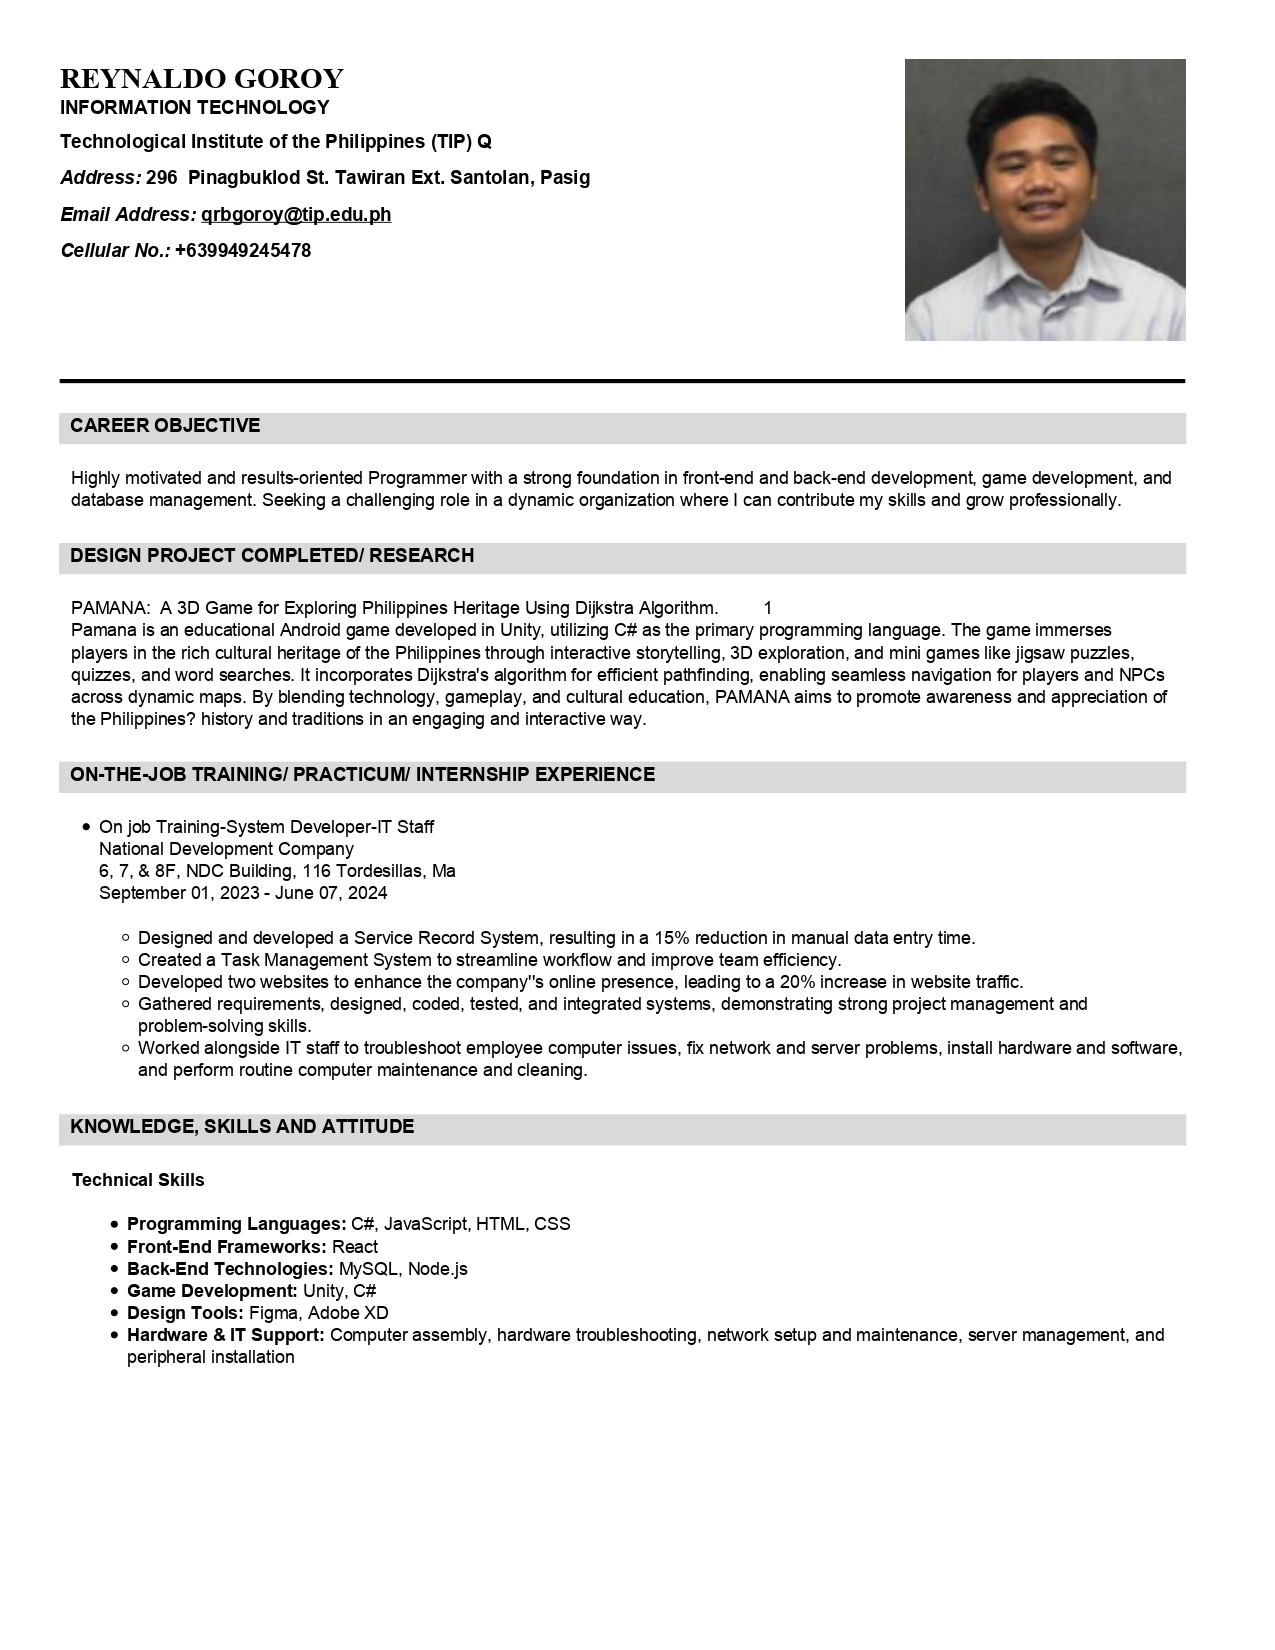 REYNALDO GOROY
INFORMATION TECHNOLOGY
Technological Institute of the Philippines (TIP) Q
Address: 296  Pinagbuklod St. Tawiran Ext. Santolan, Pasig
Email Address: qrbgoroy@tip.edu.ph
Cellular No.: +639949245478
CAREER OBJECTIVE
Highly motivated and results-oriented Programmer with a strong foundation in front-end and back-end development, game development, and
database management. Seeking a challenging role in a dynamic organization where I can contribute my skills and grow professionally.
DESIGN PROJECT COMPLETED/ RESEARCH
PAMANA:  A 3D Game for Exploring Philippines Heritage Using Dijkstra Algorithm.  1
Pamana is an educational Android game developed in Unity, utilizing C# as the primary programming language. The game immerses
players in the rich cultural heritage of the Philippines through interactive storytelling, 3D exploration, and mini games like jigsaw puzzles,
quizzes, and word searches. It incorporates Dijkstra's algorithm for efficient pathfinding, enabling seamless navigation for players and NPCs
across dynamic maps. By blending technology, gameplay, and cultural education, PAMANA aims to promote awareness and appreciation of
the Philippines? history and traditions in an engaging and interactive way.
ON-THE-JOB TRAINING/ PRACTICUM/ INTERNSHIP EXPERIENCE
• On job Training-System Developer-IT Staff
National Development Company
6, 7, & 8F, NDC Building, 116 Tordesillas, Ma
September 01, 2023 - June 07, 2024
○ Designed and developed a Service Record System, resulting in a 15% reduction in manual data entry time.
○ Created a Task Management System to streamline workflow and improve team efficiency.
○ Developed two websites to enhance the company''s online presence, leading to a 20% increase in website traffic.
○ Gathered requirements, designed, coded, tested, and integrated systems, demonstrating strong project management and
problem-solving skills.
○ Worked alongside IT staff to troubleshoot employee computer issues, fix network and server problems, install hardware and software,
and perform routine computer maintenance and cleaning.
KNOWLEDGE, SKILLS AND ATTITUDE
Technical Skills
• Programming Languages: C#, JavaScript, HTML, CSS
• Front-End Frameworks: React
• Back-End Technologies: MySQL, Node.js
• Game Development: Unity, C#
• Design Tools: Figma, Adobe XD
• Hardware & IT Support: Computer assembly, hardware troubleshooting, network setup and maintenance, server management, and
peripheral installation